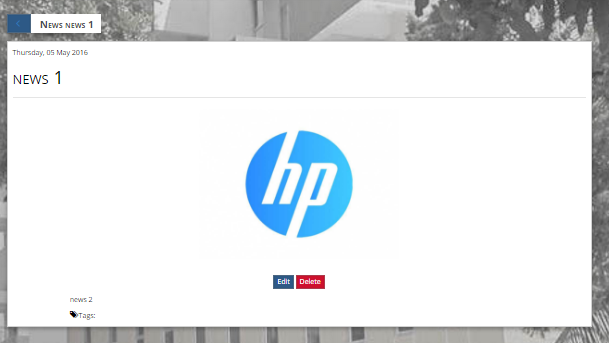 News news 1
Thursday, 05 May 2016
news 1
hp
Edit Delete
news 2
Tags: